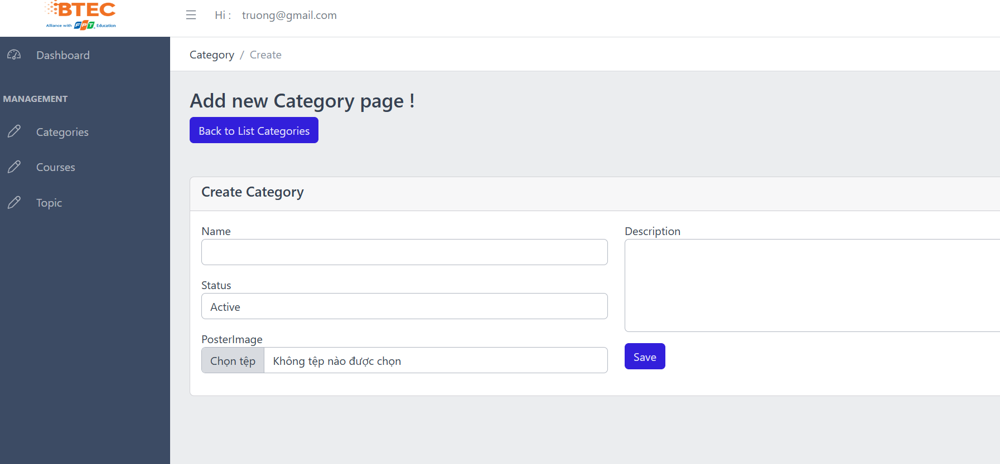 BTEC
Alliance with FPT Education
Hi : truong@gmail.com
Dashboard
MANAGEMENT
Categories
Courses
Topic
Category / Create
Add new Category page !
Back to List Categories
Create Category
Name
Description
Status
Active
PosterImage
Chọn tệp Không tệp nào được chọn
Save